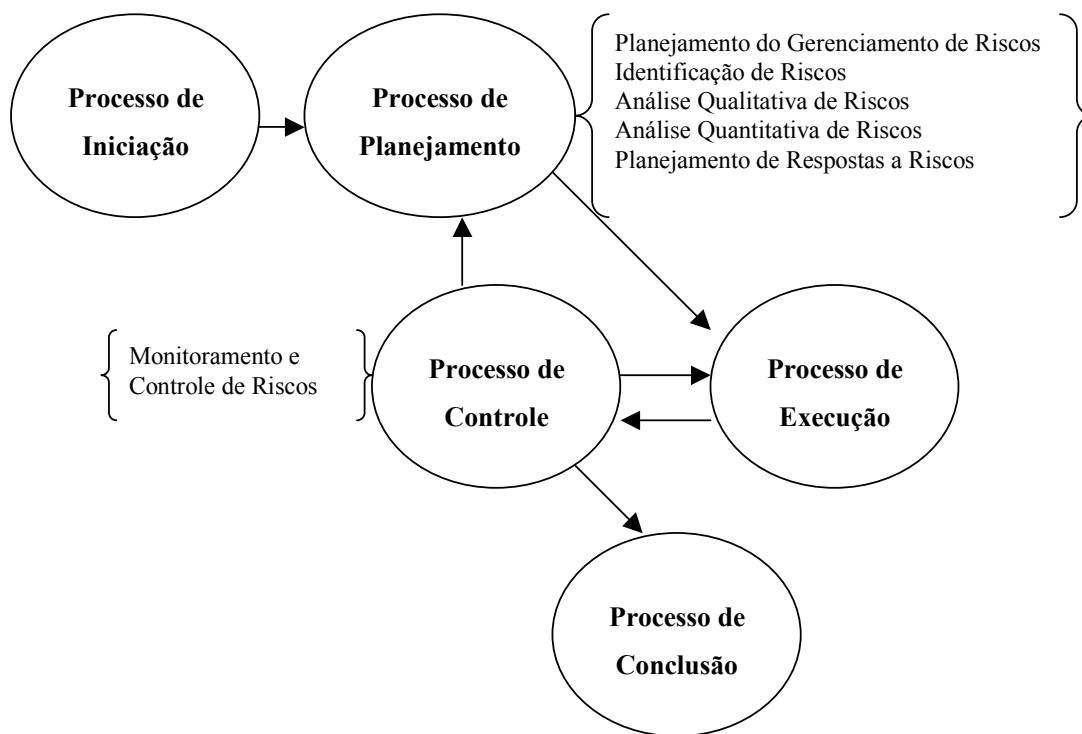 Processo de
Iniciação
Processo de
Planejamento
Planejamento do Gerenciamento de Riscos
Identificação de Riscos
Análise Qualitativa de Riscos
Análise Quantitativa de Riscos
Planejamento de Respostas a Riscos
Monitoramento e
Controle de Riscos
Processo de
Controle
Processo de
Execução
Processo de
Conclusão